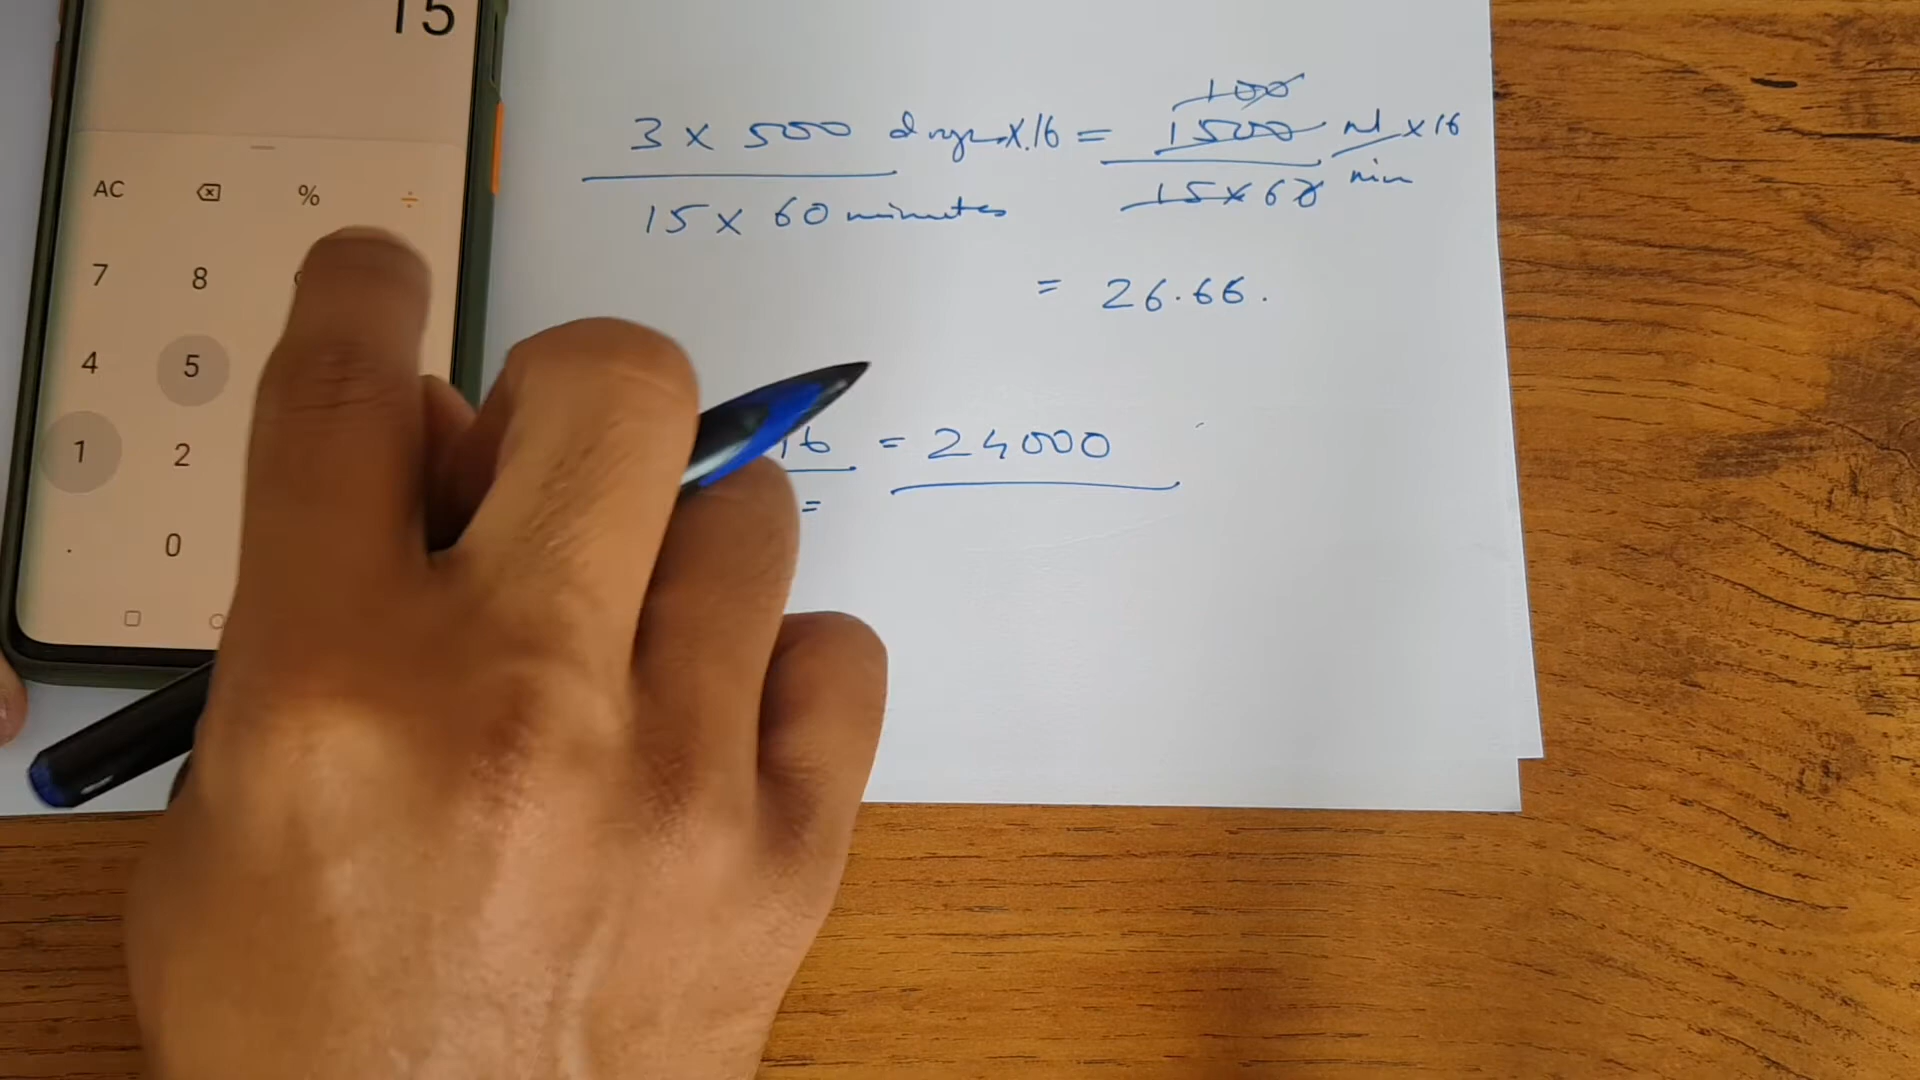 15
AC % ÷
7 8
4 5
1 2
. 0
100
3 x 500 x.16 = 1500 ml x 16
15 x 60 minutes 15 x 60 min
= 26.66.
16 = 24000
=